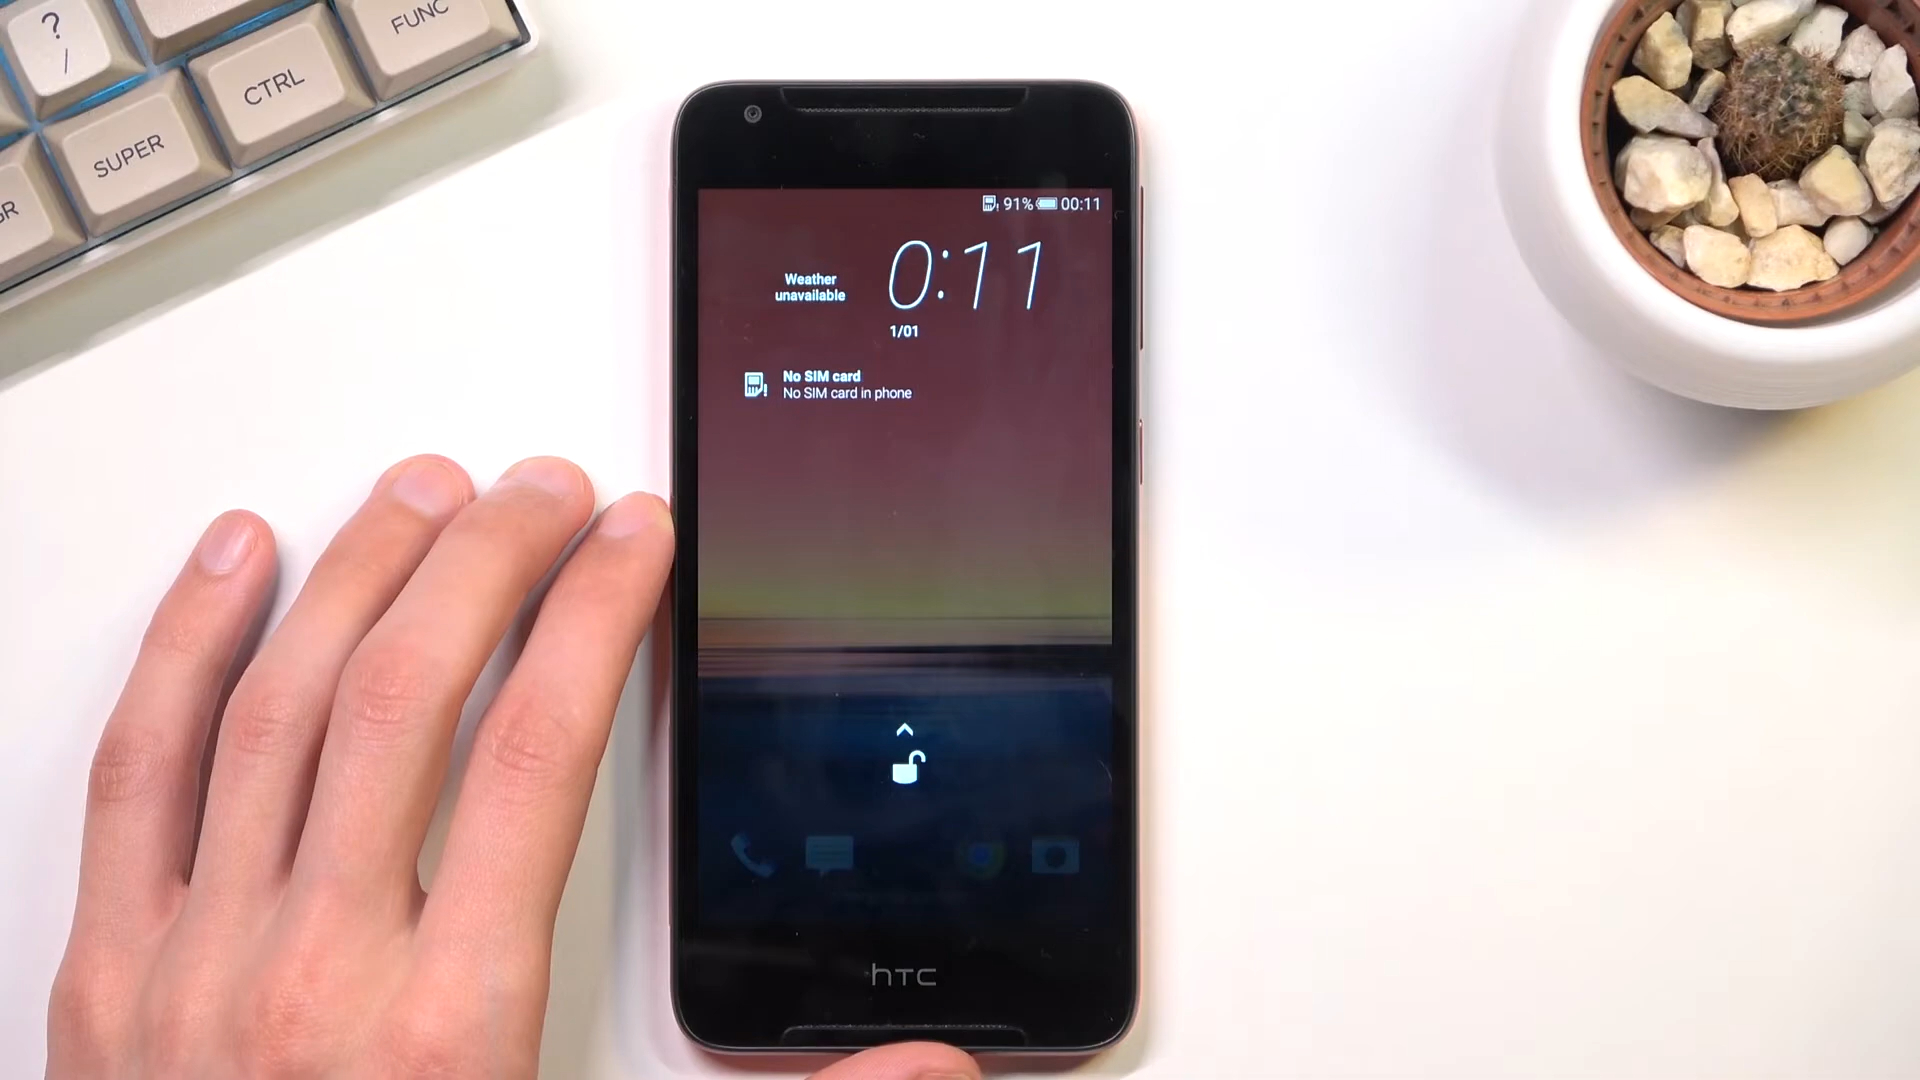 ?
/
FUNC
CTRL
SUPER
GR
91% 00:11
0:11
Weather
unavailable
1/01
No SIM card
No SIM card in phone
hTC